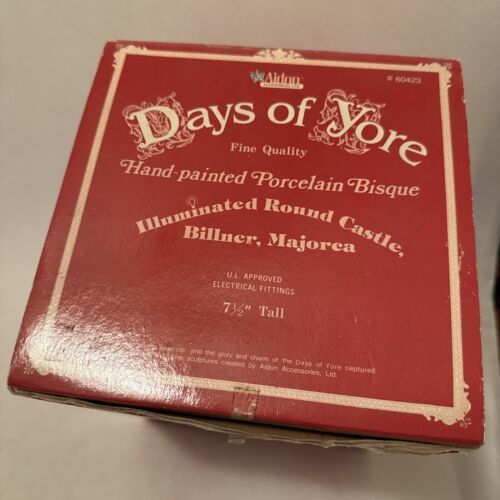 Aldon
ACCESSORIES LTD.
# 60423
Days of Yore
Fine Quality
Hand-painted Porcelain Bisque
Illuminated Round Castle,
Billner, Majorca
U.L. APPROVED
ELECTRICAL FITTINGS
7½" Tall
legends, and the glory and charm of the Days of Yore captured
sculptures created by Aldon Accessories, Ltd.